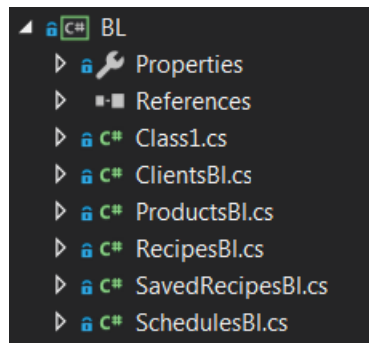 C# BL
Properties
References
C# Class1.cs
C# ClientsBl.cs
C# ProductsBl.cs
C# RecipesBl.cs
C# SavedRecipesBl.cs
C# SchedulesBl.cs